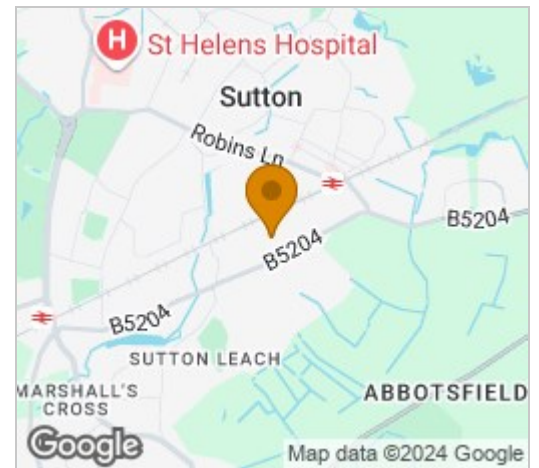 H St Helens Hospital
Sutton
Robins Ln
B5204
B5204
B5204
SUTTON LEACH
MARSHALL'S
CROSS
ABBOTSFIELD
Google
Map data ©2024 Google